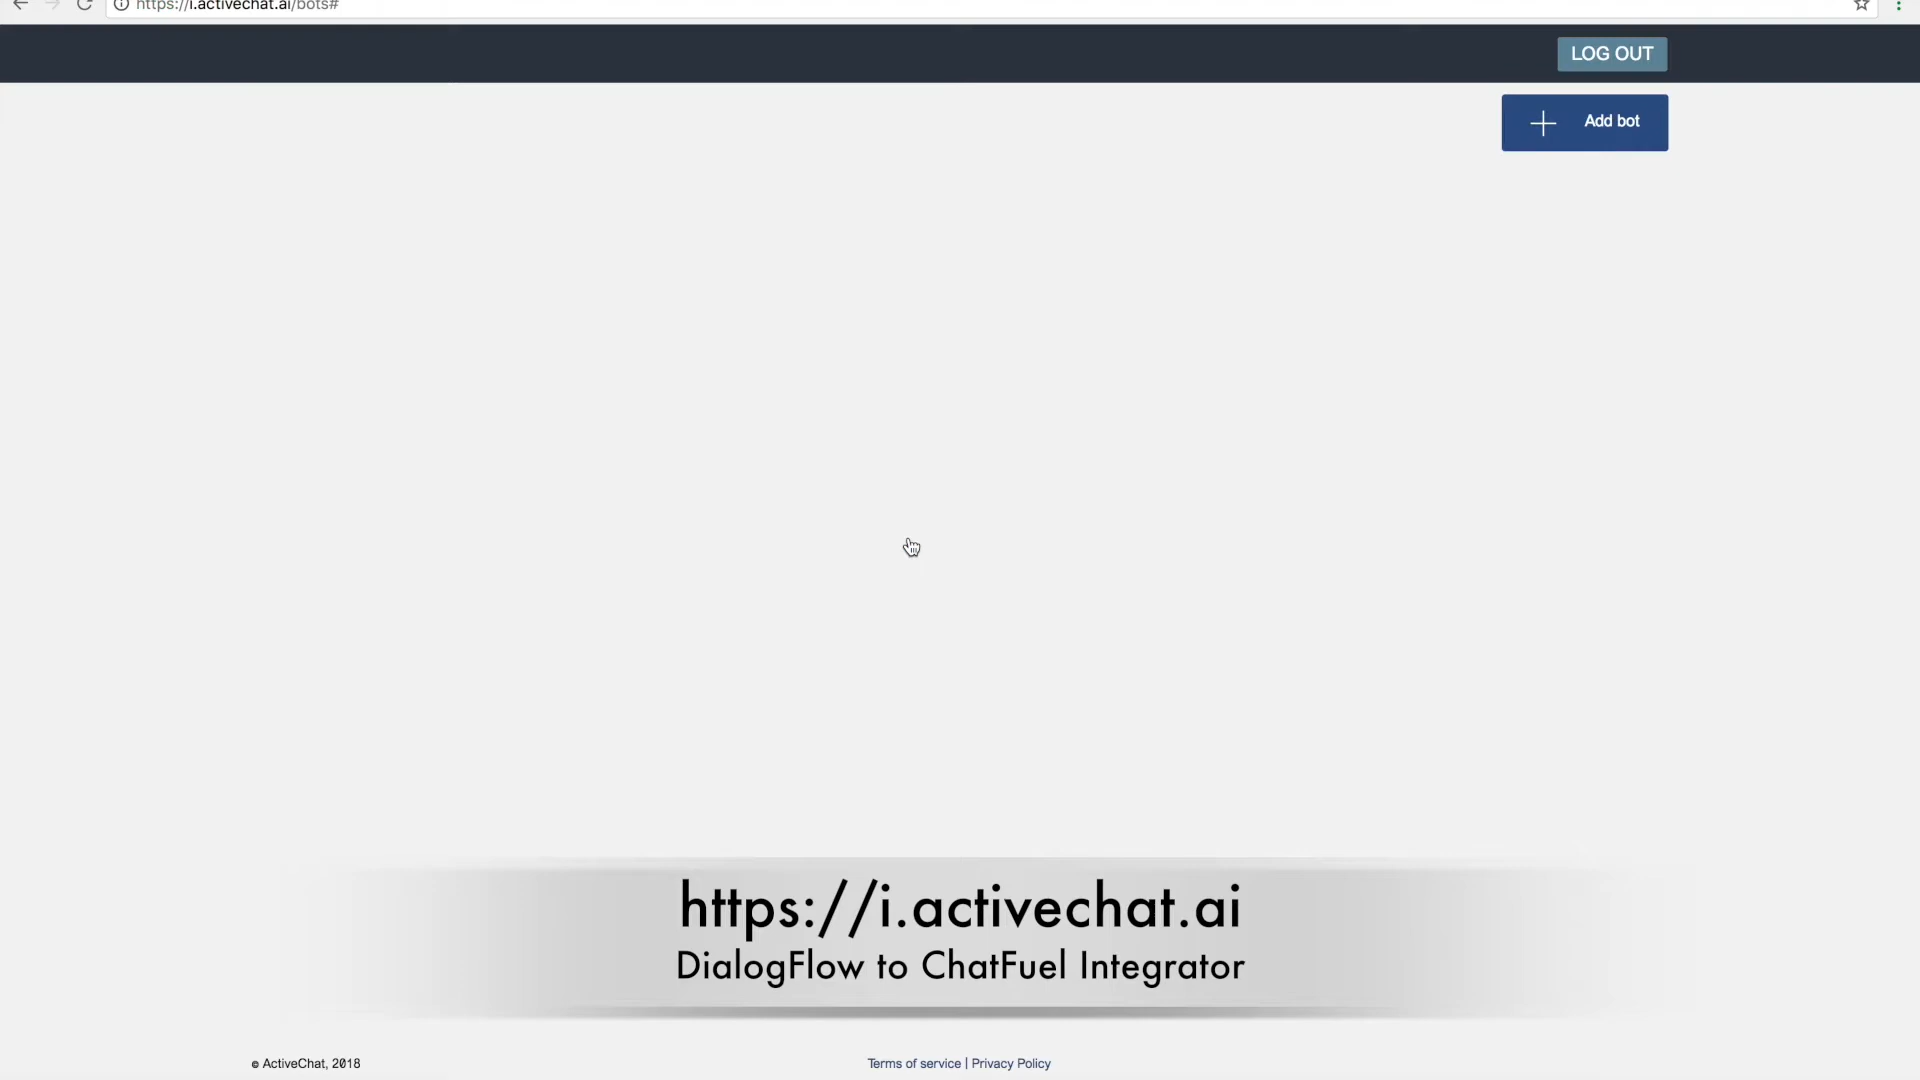 https://i.activechat.ai/bots#
LOG OUT
Add bot
https://i.activechat.ai
DialogFlow to ChatFuel Integrator
© ActiveChat, 2018
Terms of service | Privacy Policy